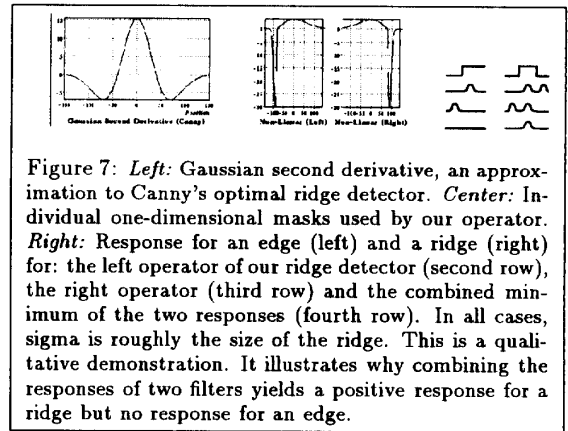 Position
Gaussian Second Derivative (Canny)
Non-Linear (Left) Non-Linear (Right)
Figure 7: Left: Gaussian second derivative, an approx-
imation to Canny's optimal ridge detector. Center: In-
dividual one-dimensional masks used by our operator.
Right: Response for an edge (left) and a ridge (right)
for: the left operator of our ridge detector (second row),
the right operator (third row) and the combined min-
imum of the two responses (fourth row). In all cases,
sigma is roughly the size of the ridge. This is a quali-
tative demonstration. It illustrates why combining the
responses of two filters yields a positive response for a
ridge but no response for an edge.